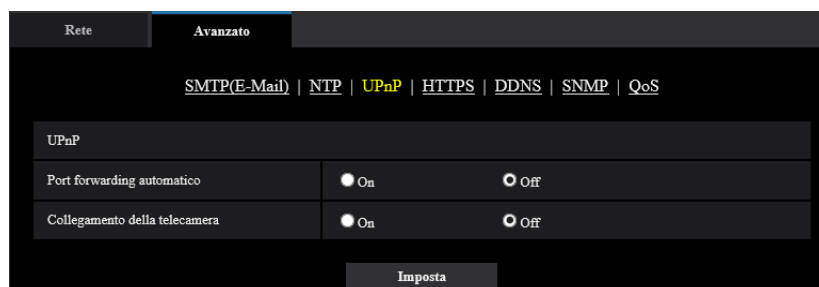 Rete Avanzato
SMTP(E-Mail) | NTP | UPnP | HTTPS | DDNS | SNMP | QoS
UPnP
Port forwarding automatico On Off
Collegamento della telecamera On Off
Imposta